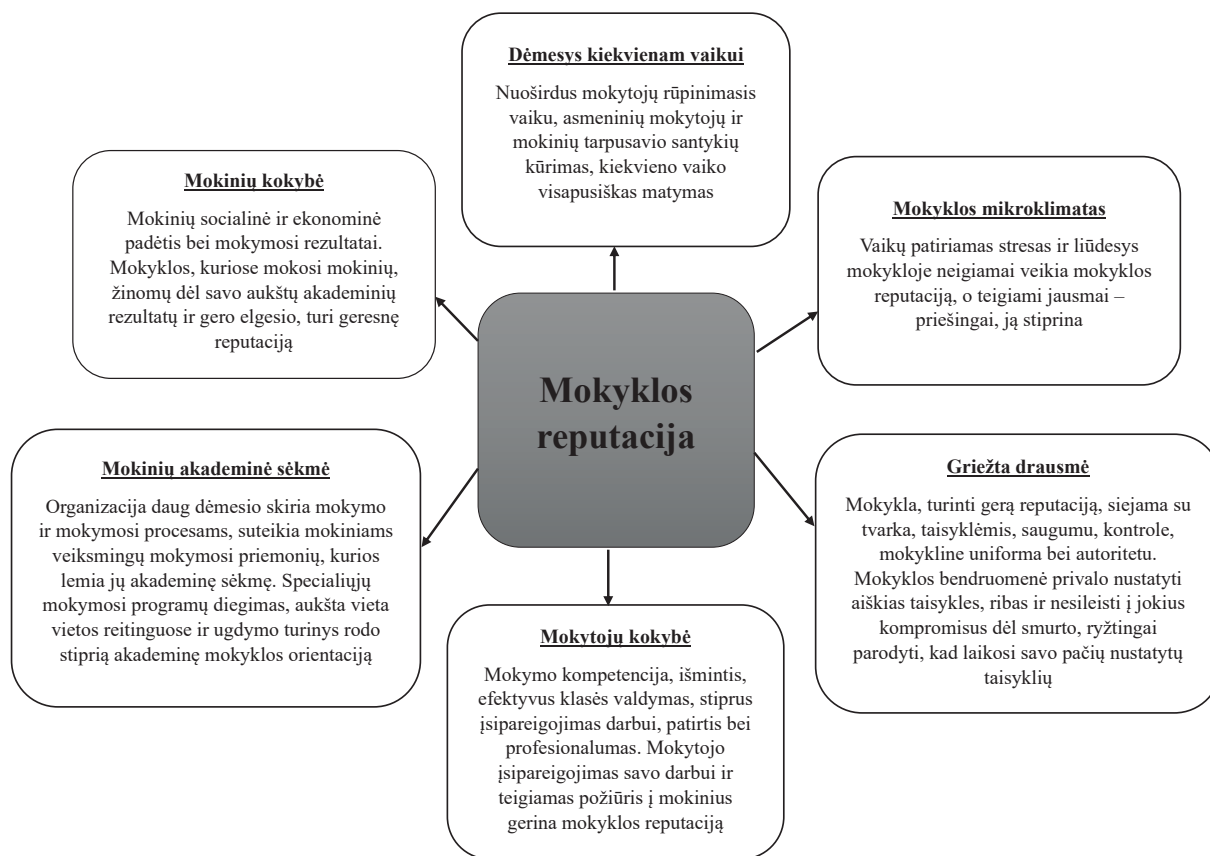 Dėmesys kiekvienam vaikui
Nuoširdus mokytojų rūpinimasis
vaiku, asmeninių mokytojų ir
mokinių tarpusavio santykių
kūrimas, kiekvieno vaiko
visapusiškas matymas
Mokinių kokybė
Mokinių socialinė ir ekonominė
padėtis bei mokymosi rezultatai.
Mokyklos, kuriose mokosi mokinių,
žinomų dėl savo aukštų akademinių
rezultatų ir gero elgesio, turi geresnę
reputaciją
Mokyklos mikroklimatas
Vaikų patiriamas stresas ir liūdesys
mokykloje neigiamai veikia mokyklos
reputaciją, o teigiami jausmai –
priešingai, ją stiprina
Mokyklos
reputacija
Mokinių akademinė sėkmė
Organizacija daug dėmesio skiria mokymo
ir mokymosi procesams, suteikia mokiniams
veiksmingų mokymosi priemonių, kurios
lemia jų akademinę sėkmę. Specialiųjų
mokymosi programų diegimas, aukšta vieta
vietos reitinguose ir ugdymo turinys rodo
stiprią akademinę mokyklos orientaciją
Griežta drausmė
Mokykla, turinti gerą reputaciją, siejama su
tvarka, taisyklėmis, saugumu, kontrole,
mokykline uniforma bei autoritetu.
Mokyklos bendruomenė privalo nustatyti
aiškias taisykles, ribas ir nesileisti į jokius
kompromisus dėl smurto, ryžtingai
parodyti, kad laikosi savo pačių nustatytų
taisyklių
Mokytojų kokybė
Mokymo kompetencija, išmintis,
efektyvus klasės valdymas, stiprus
įsipareigojimas darbui, patirtis bei
profesionalumas. Mokytojo
įsipareigojimas savo darbui ir
teigiamas požiūris į mokinius
gerina mokyklos reputaciją